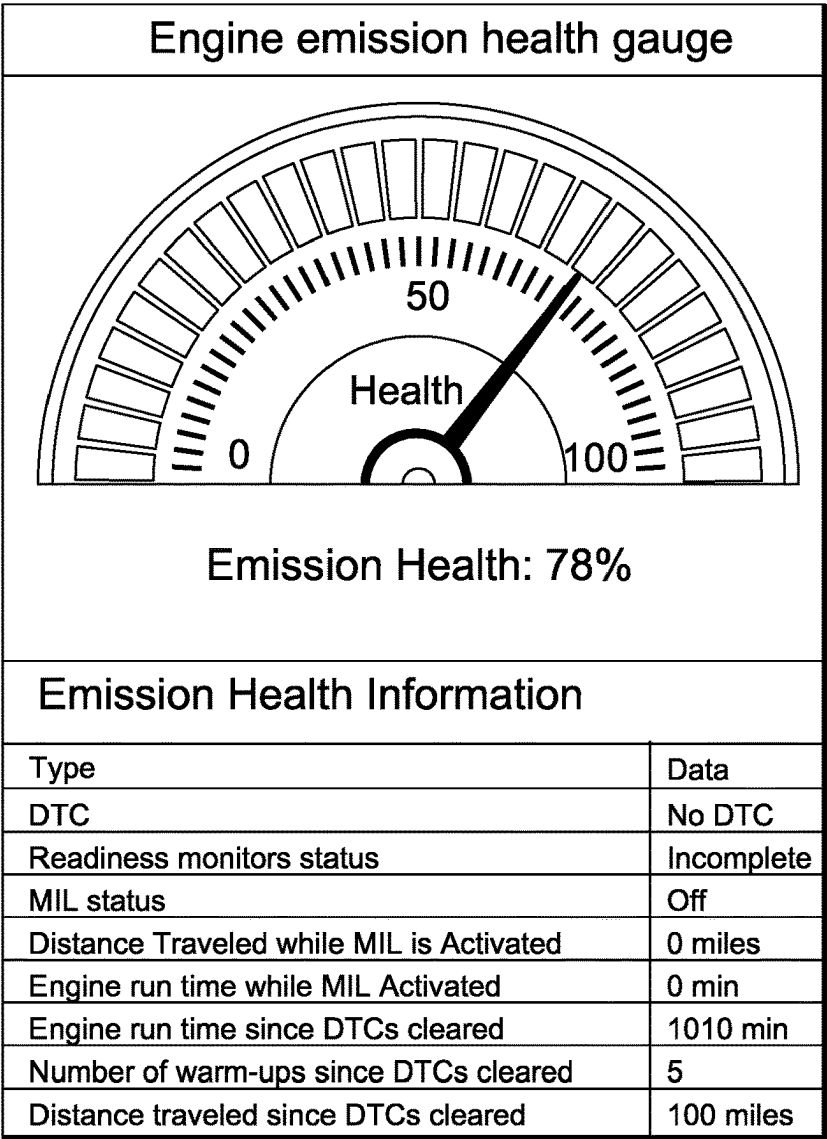 Engine emission health gauge
50
Health
0
100
Emission Health: 78%
Emission Health Information
Type Data
DTC No DTC
Readiness monitors status Incomplete
MIL status Off
Distance Traveled while MIL is Activated 0 miles
Engine run time while MIL Activated 0 min
Engine run time since DTCs cleared 1010 min
Number of warm-ups since DTCs cleared 5
Distance traveled since DTCs cleared 100 miles